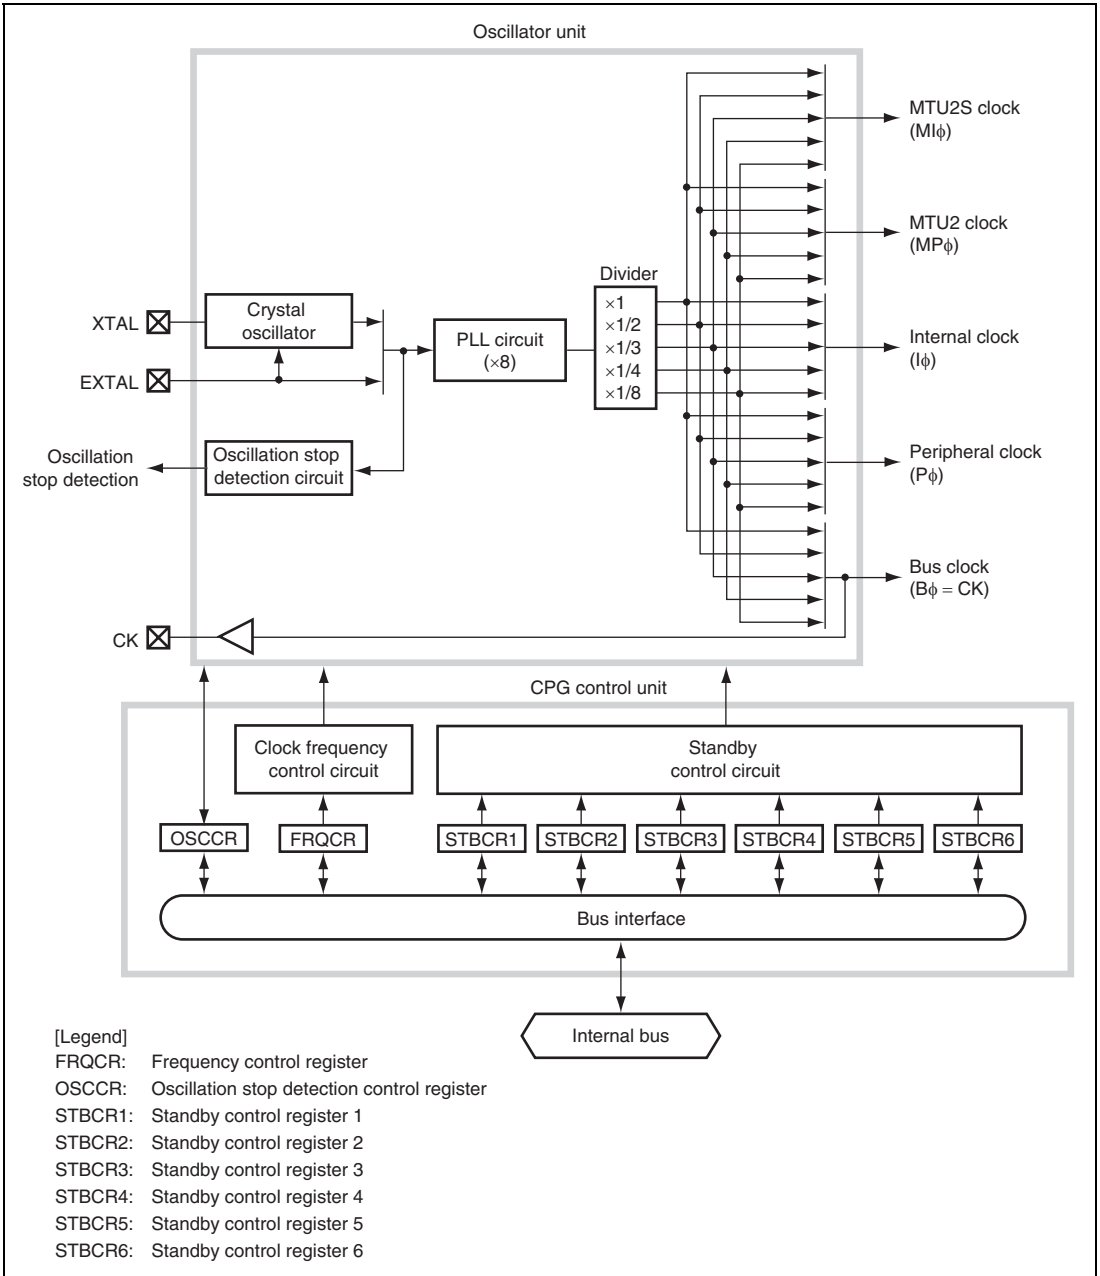 Oscillator unit
MTU2S clock
(MIϕ)
MTU2 clock
(MPϕ)
Divider
×1
×1/2
×1/3
×1/4
×1/8
XTAL
Crystal
oscillator
PLL circuit
(×8)
EXTAL
Internal clock
(Iϕ)
Oscillation
stop detection
Oscillation stop
detection circuit
Peripheral clock
(Pϕ)
Bus clock
(Bϕ = CK)
CK
CPG control unit
Clock frequency
control circuit
Standby
control circuit
OSCCR
FRQCR
STBCR1
STBCR2
STBCR3
STBCR4
STBCR5
STBCR6
Bus interface
Internal bus
[Legend]
FRQCR: Frequency control register
OSCCR: Oscillation stop detection control register
STBCR1: Standby control register 1
STBCR2: Standby control register 2
STBCR3: Standby control register 3
STBCR4: Standby control register 4
STBCR5: Standby control register 5
STBCR6: Standby control register 6